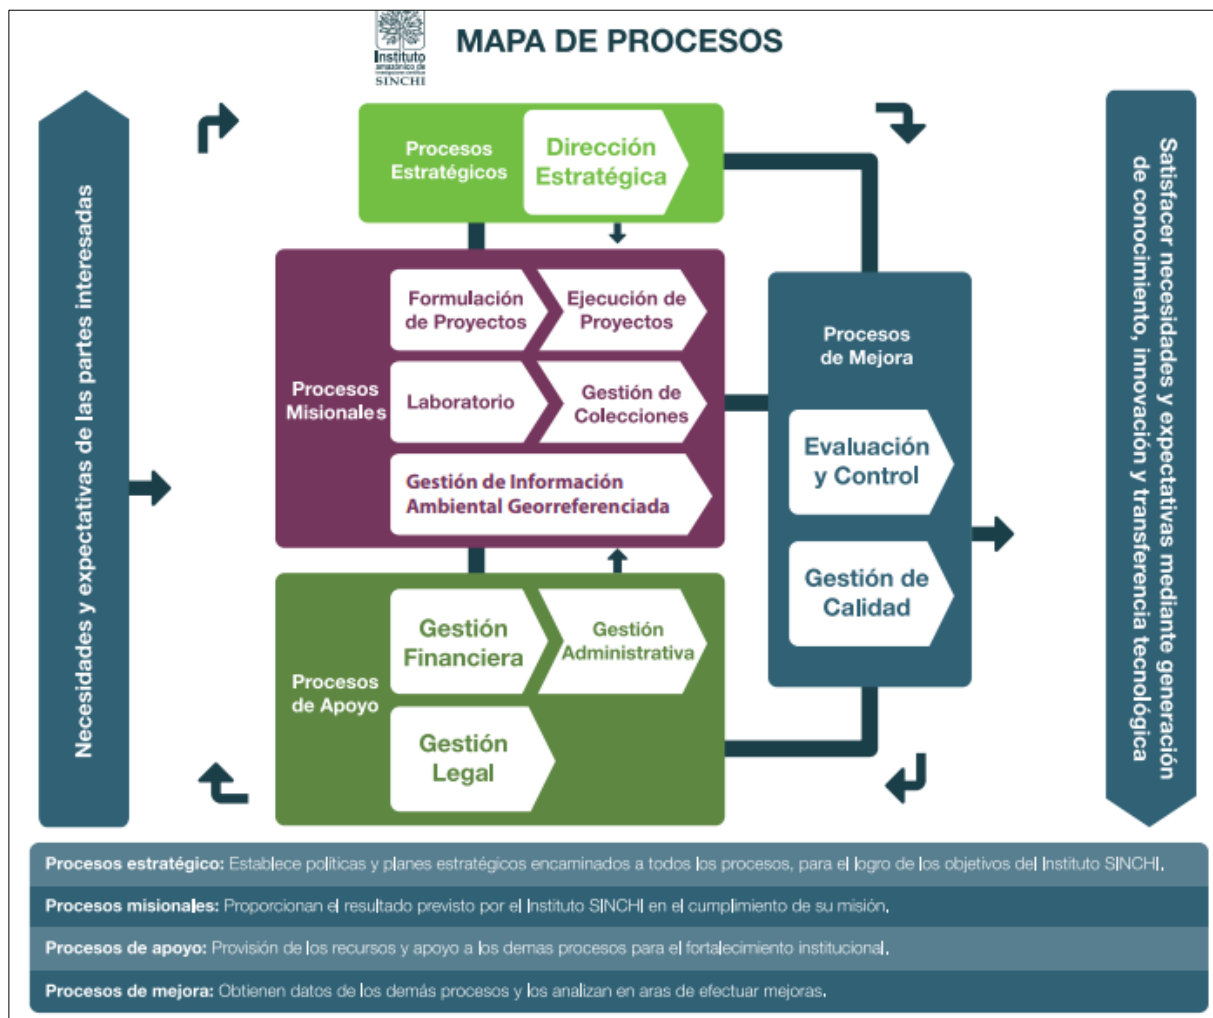 Instituto
amazónico de
investigaciones científicas
SINCHI
MAPA DE PROCESOS
Necesidades y expectativas de las partes interesadas
Procesos
Estratégicos
Dirección
Estratégica
Procesos
Misionales
Formulación
de Proyectos
Ejecución de
Proyectos
Laboratorio
Gestión de
Colecciones
Gestión de Información
Ambiental Georreferenciada
Procesos
de Apoyo
Gestión
Financiera
Gestión
Administrativa
Gestión
Legal
Procesos
de Mejora
Evaluación
y Control
Gestión de
Calidad
Satisfacer necesidades y expectativas mediante generación
de conocimiento, innovación y transferencia tecnológica
Procesos estratégico: Establece políticas y planes estratégicos encaminados a todos los procesos, para el logro de los objetivos del Instituto SINCHI.
Procesos misionales: Proporcionan el resultado previsto por el Instituto SINCHI en el cumplimiento de su misión.
Procesos de apoyo: Provisión de los recursos y apoyo a los demas procesos para el fortalecimiento institucional.
Procesos de mejora: Obtienen datos de los demás procesos y los analizan en aras de efectuar mejoras.